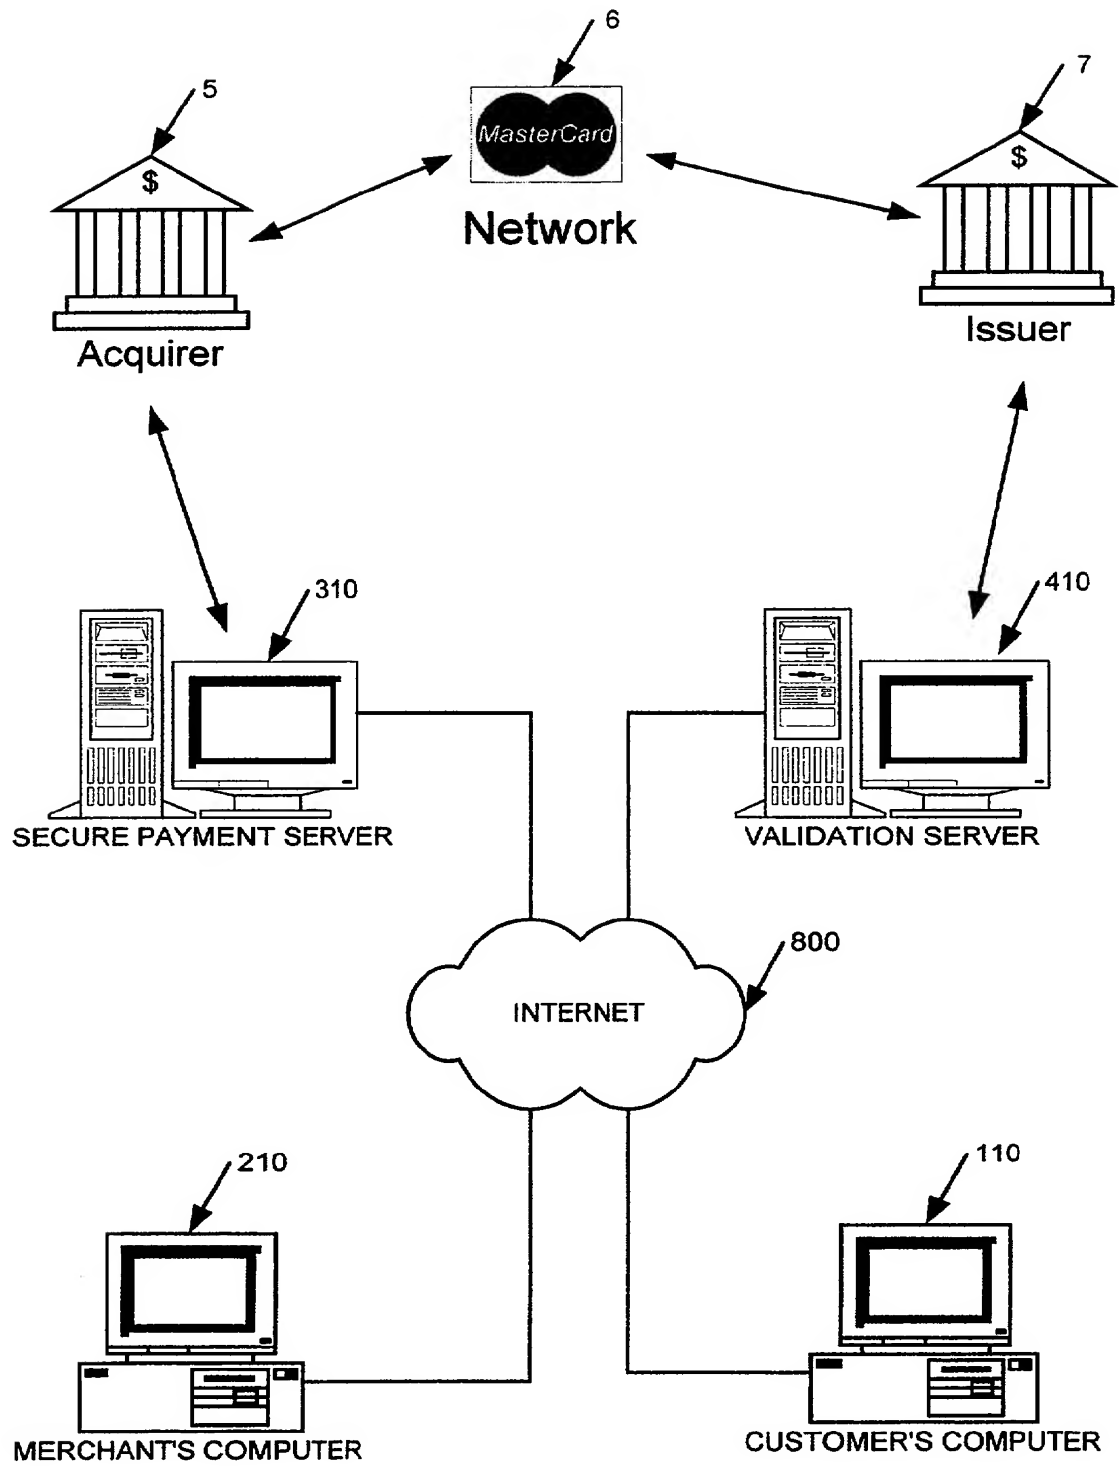 6
5
7
MasterCard
$
$
Network
Issuer
Acquirer
310
410
SECURE PAYMENT SERVER
VALIDATION SERVER
800
INTERNET
210
110
MERCHANT'S COMPUTER
CUSTOMER'S COMPUTER